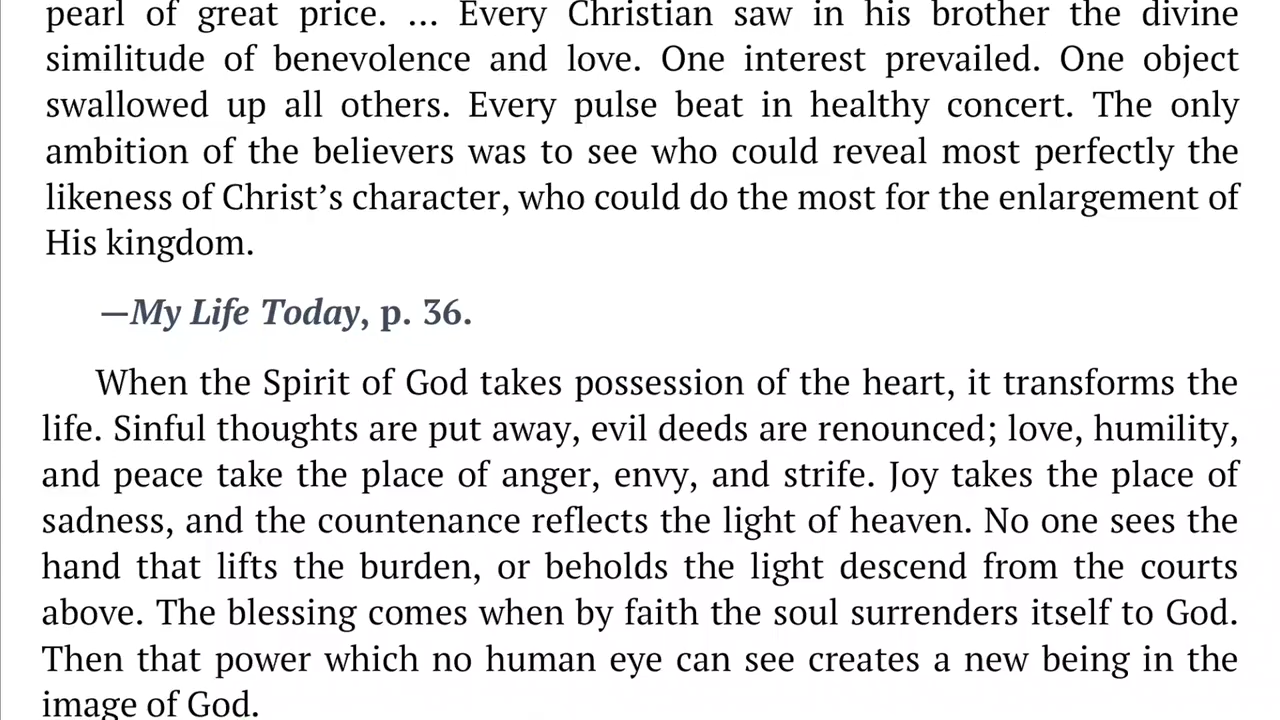 pearl of great price. … Every Christian saw in his brother the divine
similitude of benevolence and love. One interest prevailed. One object
swallowed up all others. Every pulse beat in healthy concert. The only
ambition of the believers was to see who could reveal most perfectly the
likeness of Christ’s character, who could do the most for the enlargement of
His kingdom.
—My Life Today, p. 36.
When the Spirit of God takes possession of the heart, it transforms the
life. Sinful thoughts are put away, evil deeds are renounced; love, humility,
and peace take the place of anger, envy, and strife. Joy takes the place of
sadness, and the countenance reflects the light of heaven. No one sees the
hand that lifts the burden, or beholds the light descend from the courts
above. The blessing comes when by faith the soul surrenders itself to God.
Then that power which no human eye can see creates a new being in the
image of God.